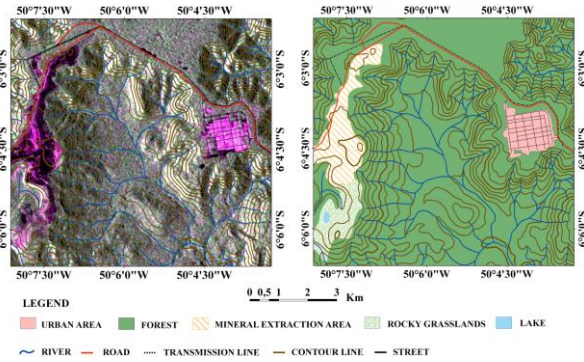 50°7'30"W 50°6'0"W 50°4'30"W 50°7'30"W 50°6'0"W 50°4'30"W
6°3'0"S 6°3'0"S 6°3'0"S 6°3'0"S
6°4'30"S 6°4'30"S 6°4'30"S 6°4'30"S
6°6'0"S 6°6'0"S 6°6'0"S 6°6'0"S
50°7'30"W 50°6'0"W 50°4'30"W 50°7'30"W 50°6'0"W 50°4'30"W
0 0,5 1 2 3 Km
LEGEND
URBAN AREA FOREST MINERAL EXTRACTION AREA ROCKY GRASSLANDS LAKE
RIVER ROAD TRANSMISSION LINE CONTOUR LINE STREET